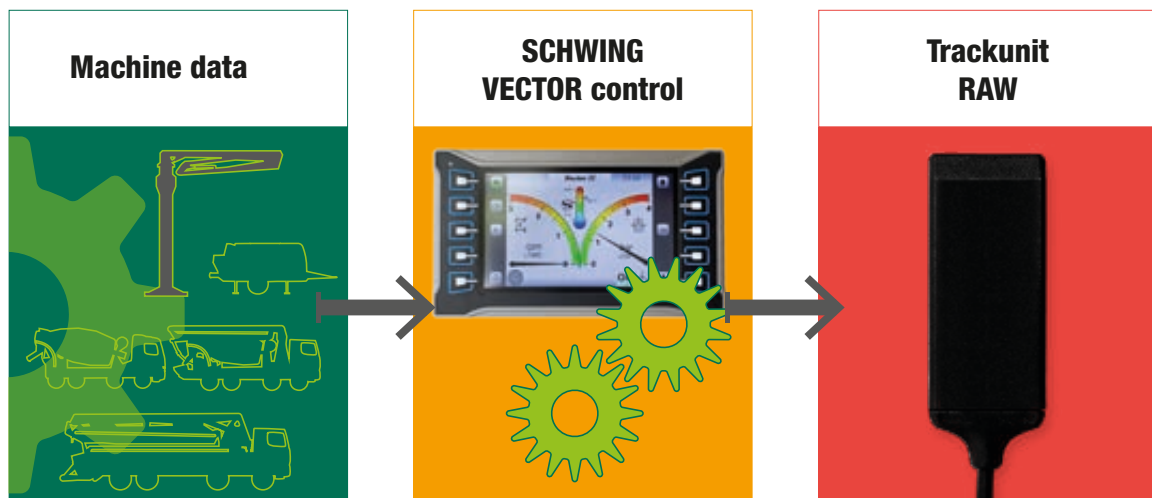 Machine data
SCHWING
VECTOR control
Trackunit
RAW